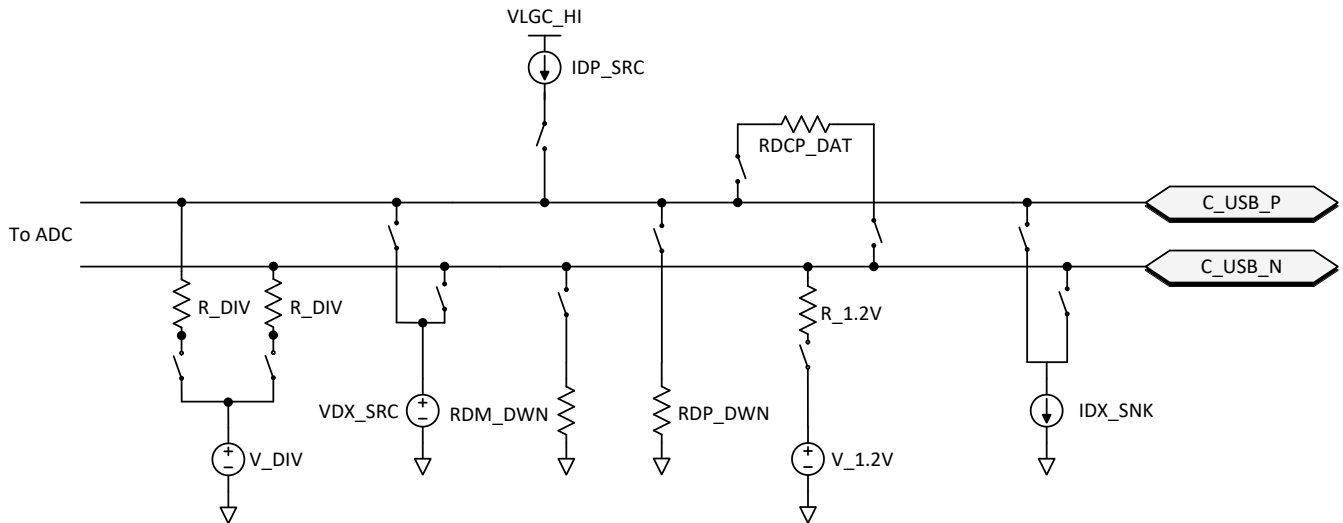 VLGC_HI
IDP_SRC
RDCP_DAT
C_USB_P
To ADC
C_USB_N
R_DIV
R_DIV
R_1.2V
VDX_SRC
RDM_DWN
RDP_DWN
IDX_SNK
V_DIV
V_1.2V